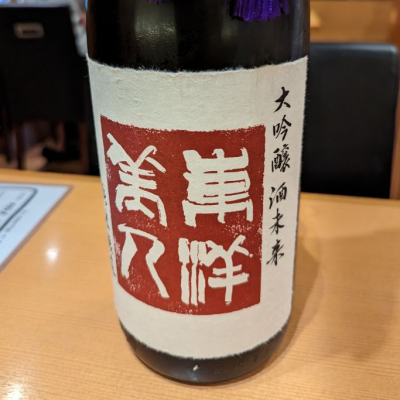 大吟醸 酒未来
東洋
美人